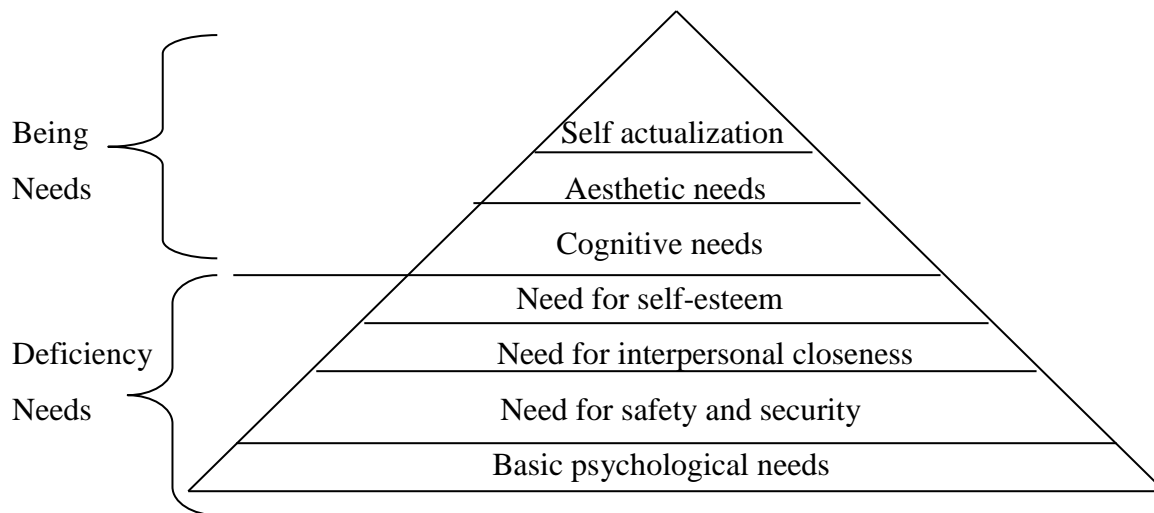 Being
Needs
Self actualization
Aesthetic needs
Cognitive needs
Need for self-esteem
Deficiency
Needs
Need for interpersonal closeness
Need for safety and security
Basic psychological needs